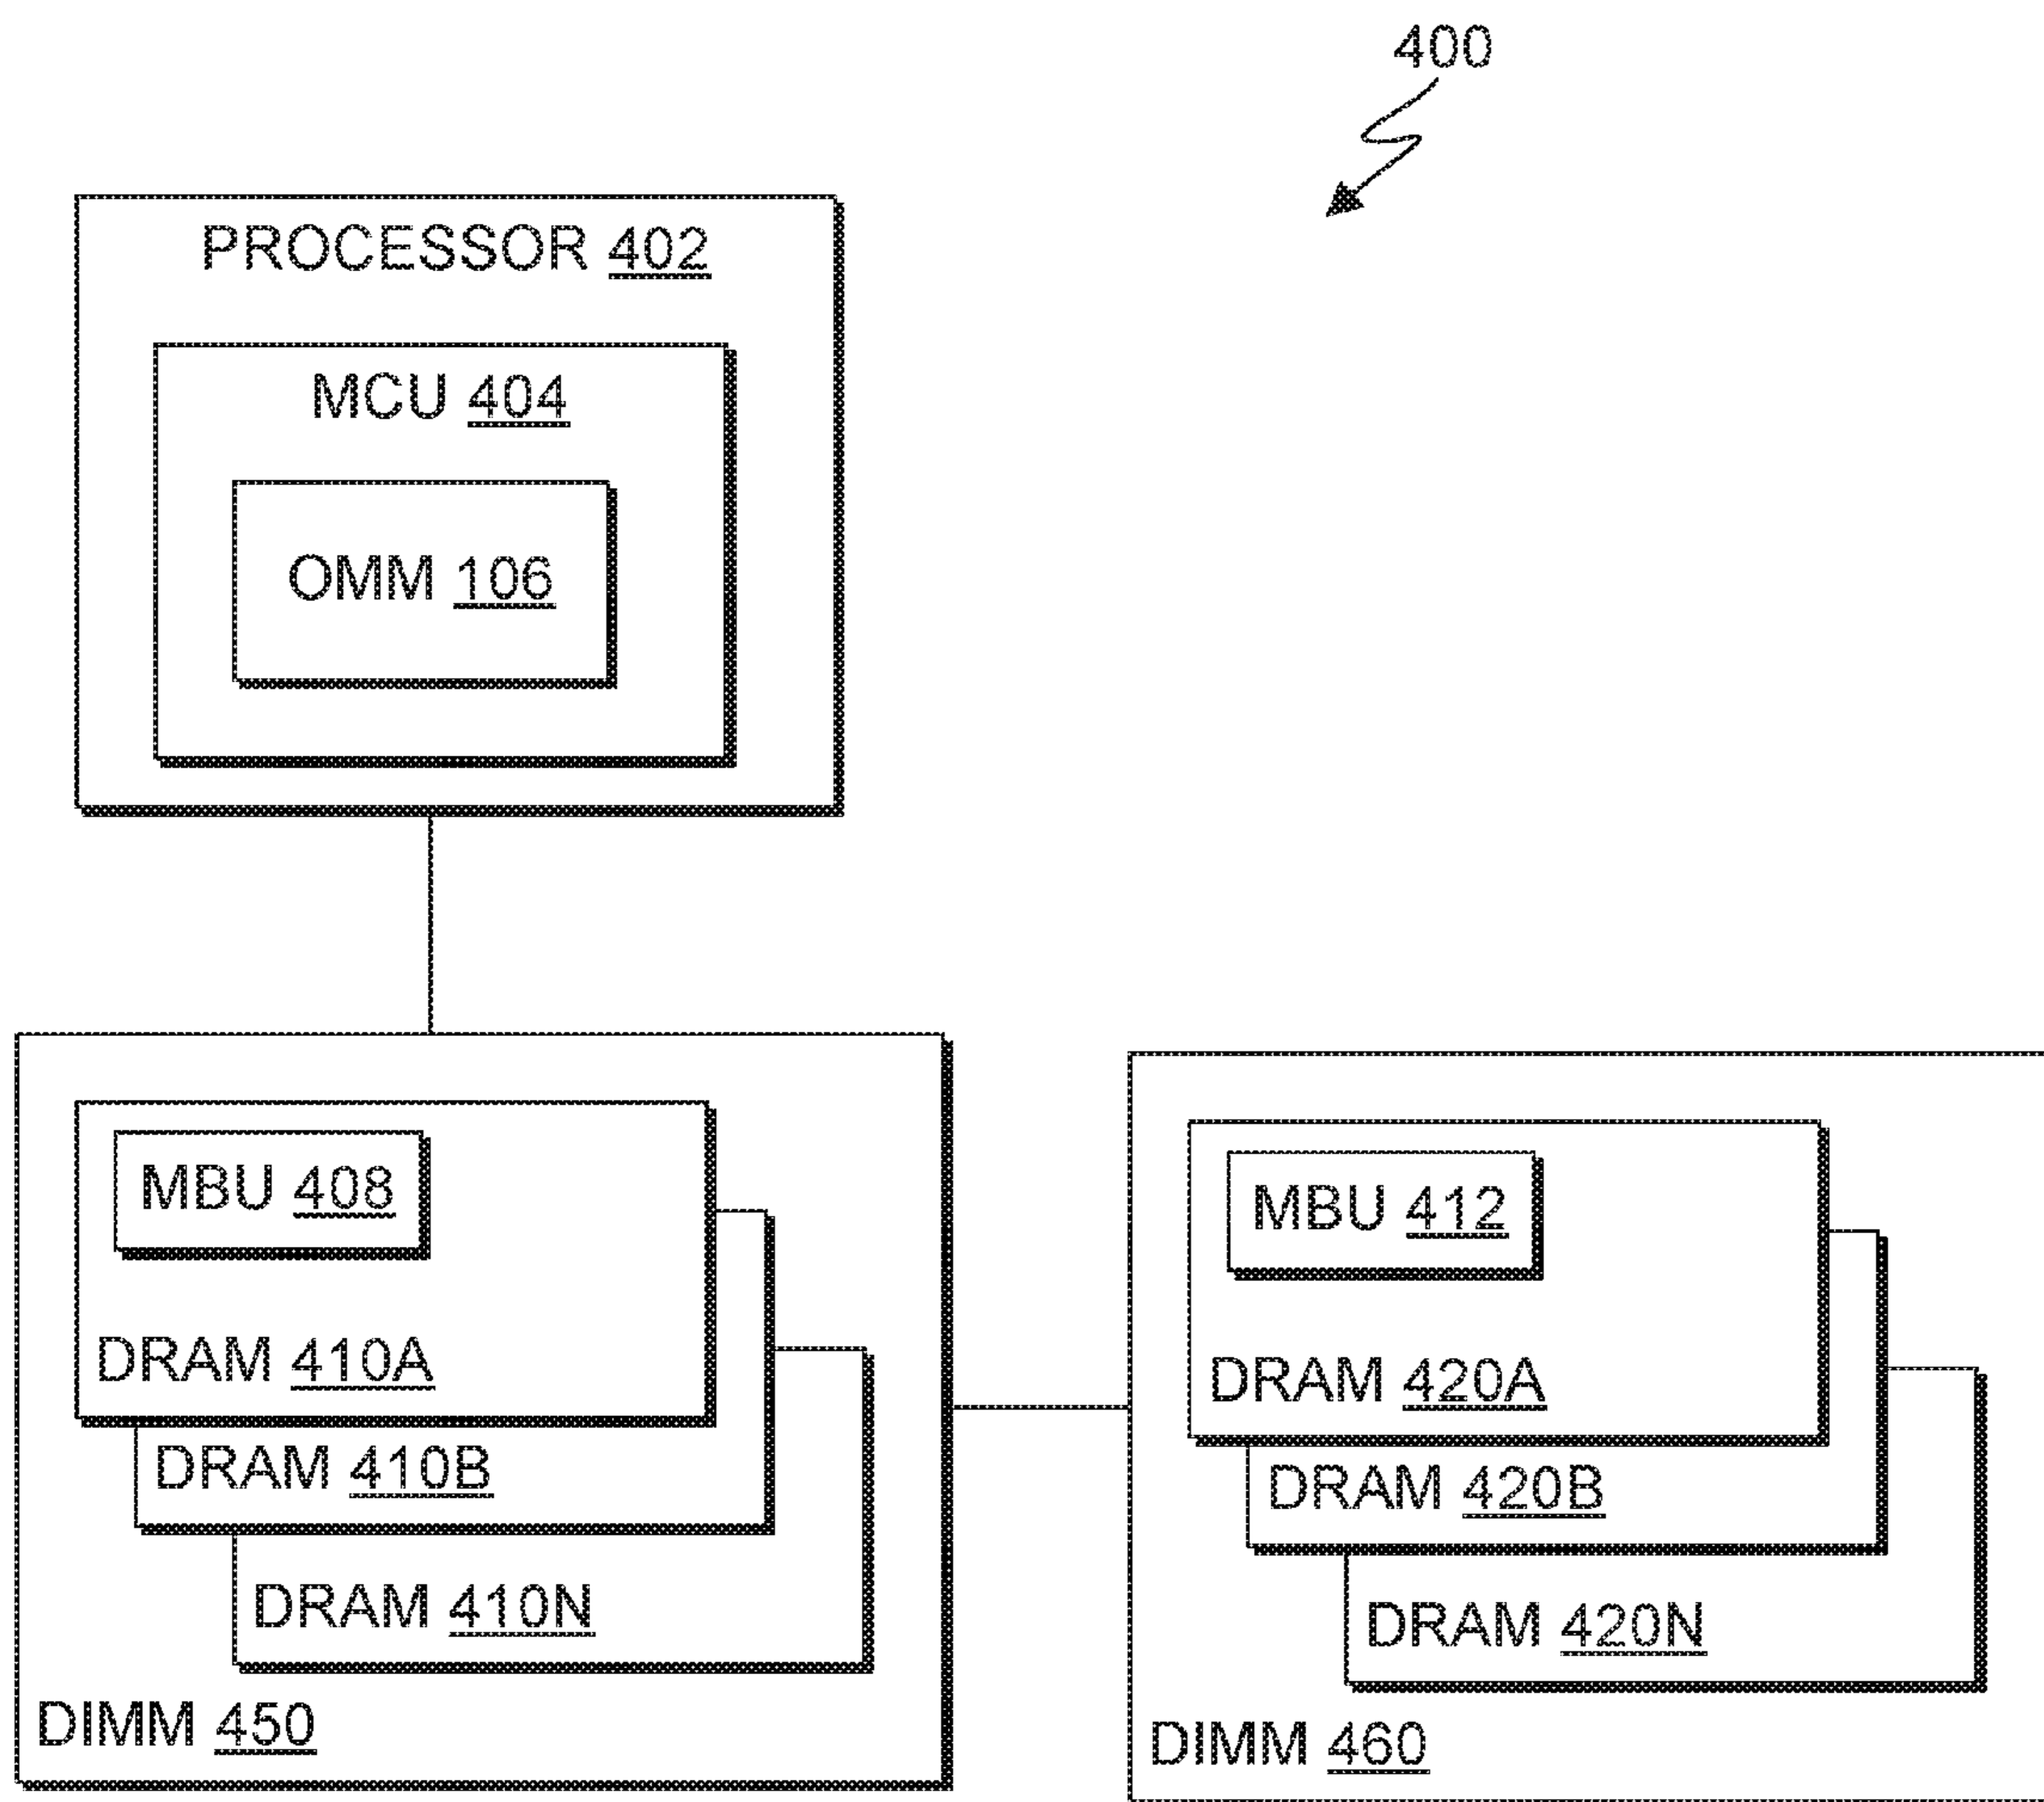 400
PROCESSOR 402
MCU 404
OMM 106
MBU 408
DRAM 410A
DRAM 410B
DRAM 410N
DIMM 450
MBU 412
DRAM 420A
DRAM 420B
DRAM 420N
DIMM 460